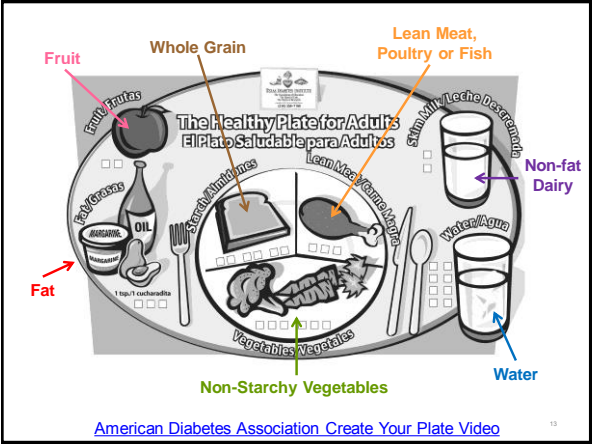 Lean Meat,
Poultry or Fish
Whole Grain
Fruit
Fruit/Frutas
The Healthy Plate for Adults
El Plato Saludable para Adultos
Skim Milk/Leche Descremada
Non-fat
Dairy
Starch/Almidones
Lean Meat/Carne Magra
Fat/Grasas
OIL
MARGARINE
MARGARINE
1 tsp./1 cucharadita
Water/Agua
Fat
Vegetables/Vegetales
Water
Non-Starchy Vegetables
American Diabetes Association Create Your Plate Video
13